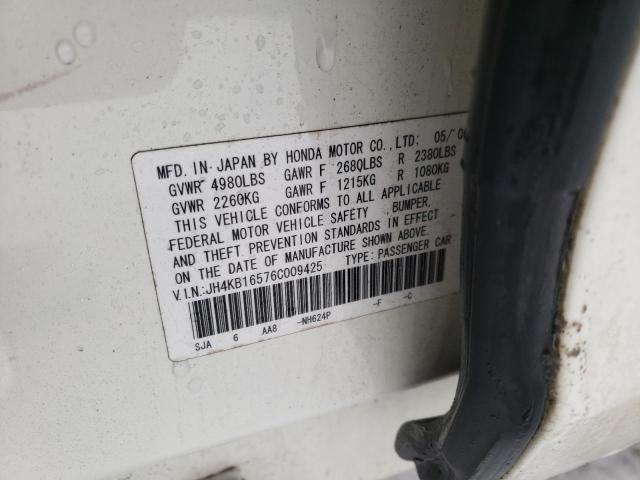 MFD. IN JAPAN BY HONDA MOTOR CO.,LTD: 05/06
GVWR 4980LBS GAWR F 2680LBS R 2380LBS
GVWR 2260KG GAWR F 1215KG R 1080KG
THIS VEHICLE CONFORMS TO ALL APPLICABLE
FEDERAL MOTOR VEHICLE SAFETY, BUMPER,
AND THEFT PREVENTION STANDARDS IN EFFECT
ON THE DATE OF MANUFACTURE SHOWN ABOVE
V.I.N:JH4KB16576C009425 TYPE: PASSENGER CAR
SJA 6 AA8 -NH624P -F -C